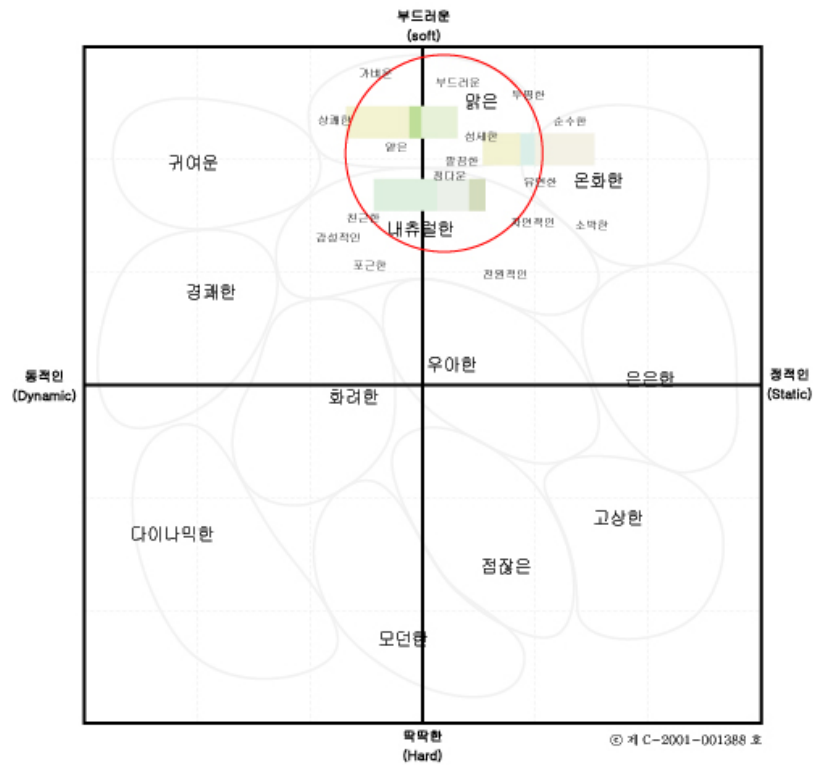 부드러운
(soft)
가벼운
부드러운
맑은
투명한
상쾌한
순수한
섬세한
얕은
깔끔한
귀여운
정다운
유연한
온화한
친근한
내츄럴한
자연적인
소박한
감성적인
포근한
전원적인
경쾌한
우아한
동적인
(Dynamic)
은은한
정적인
(Static)
화려한
고상한
다이나믹한
점잖은
모던한
딱딱한
(Hard)
ⓒ 제 C-2001-001388 호